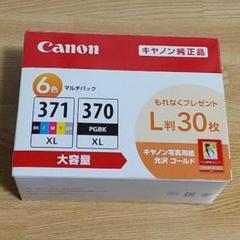 Canon
キヤノン純正品
6色
マルチパック
371
XL
370
PGBK
XL
大容量
もれなくプレゼント
L判30枚
キヤノン写真用紙
光沢 ゴールド